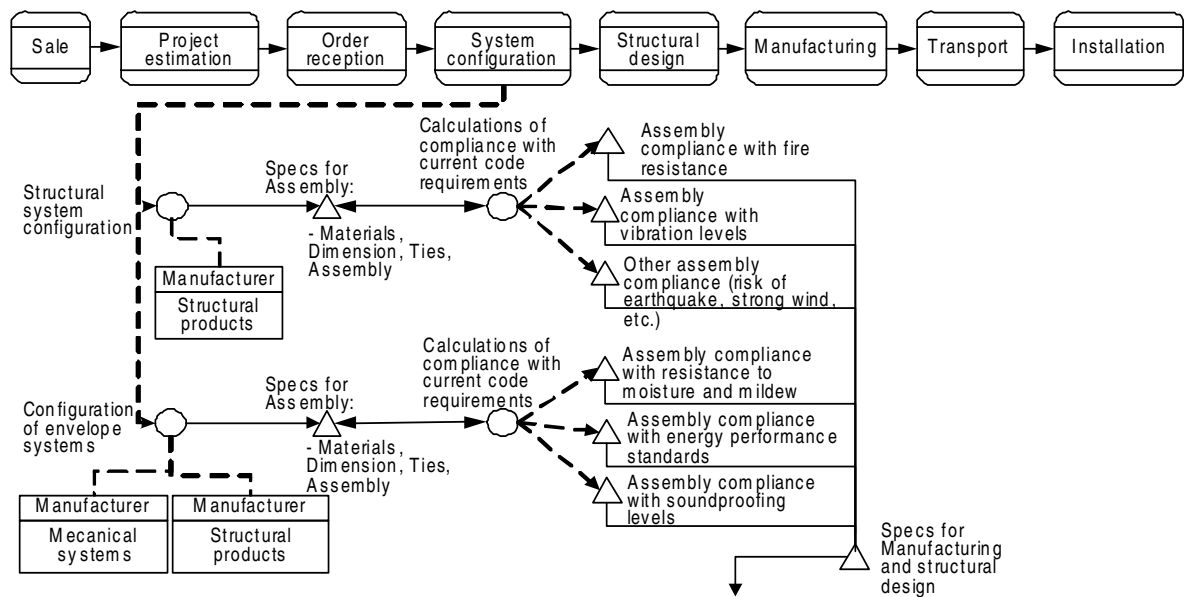 Sale
Project
estimation
Order
reception
System
configuration
Structural
design
Manufacturing
Transport
Installation
Structural
system
configuration
Specs for
Assembly:
- Materials,
Dimension, Ties,
Assembly
Manufacturer
Structural
products
Calculations of
compliance with
current code
requirements
Assembly
compliance with fire
resistance
Assembly
compliance with
vibration levels
Other assembly
compliance (risk of
earthquake, strong wind,
etc.)
Configuration
of envelope
systems
Specs for
Assembly:
- Materials,
Dimension, Ties,
Assembly
Manufacturer
Mecanical
systems
Manufacturer
Structural
products
Calculations of
compliance with
current code
requirements
Assembly compliance
with resistance to
moisture and mildew
Assembly compliance
with energy performance
standards
Assembly compliance
with soundproofing
levels
Specs for
Manufacturing
and structural
design